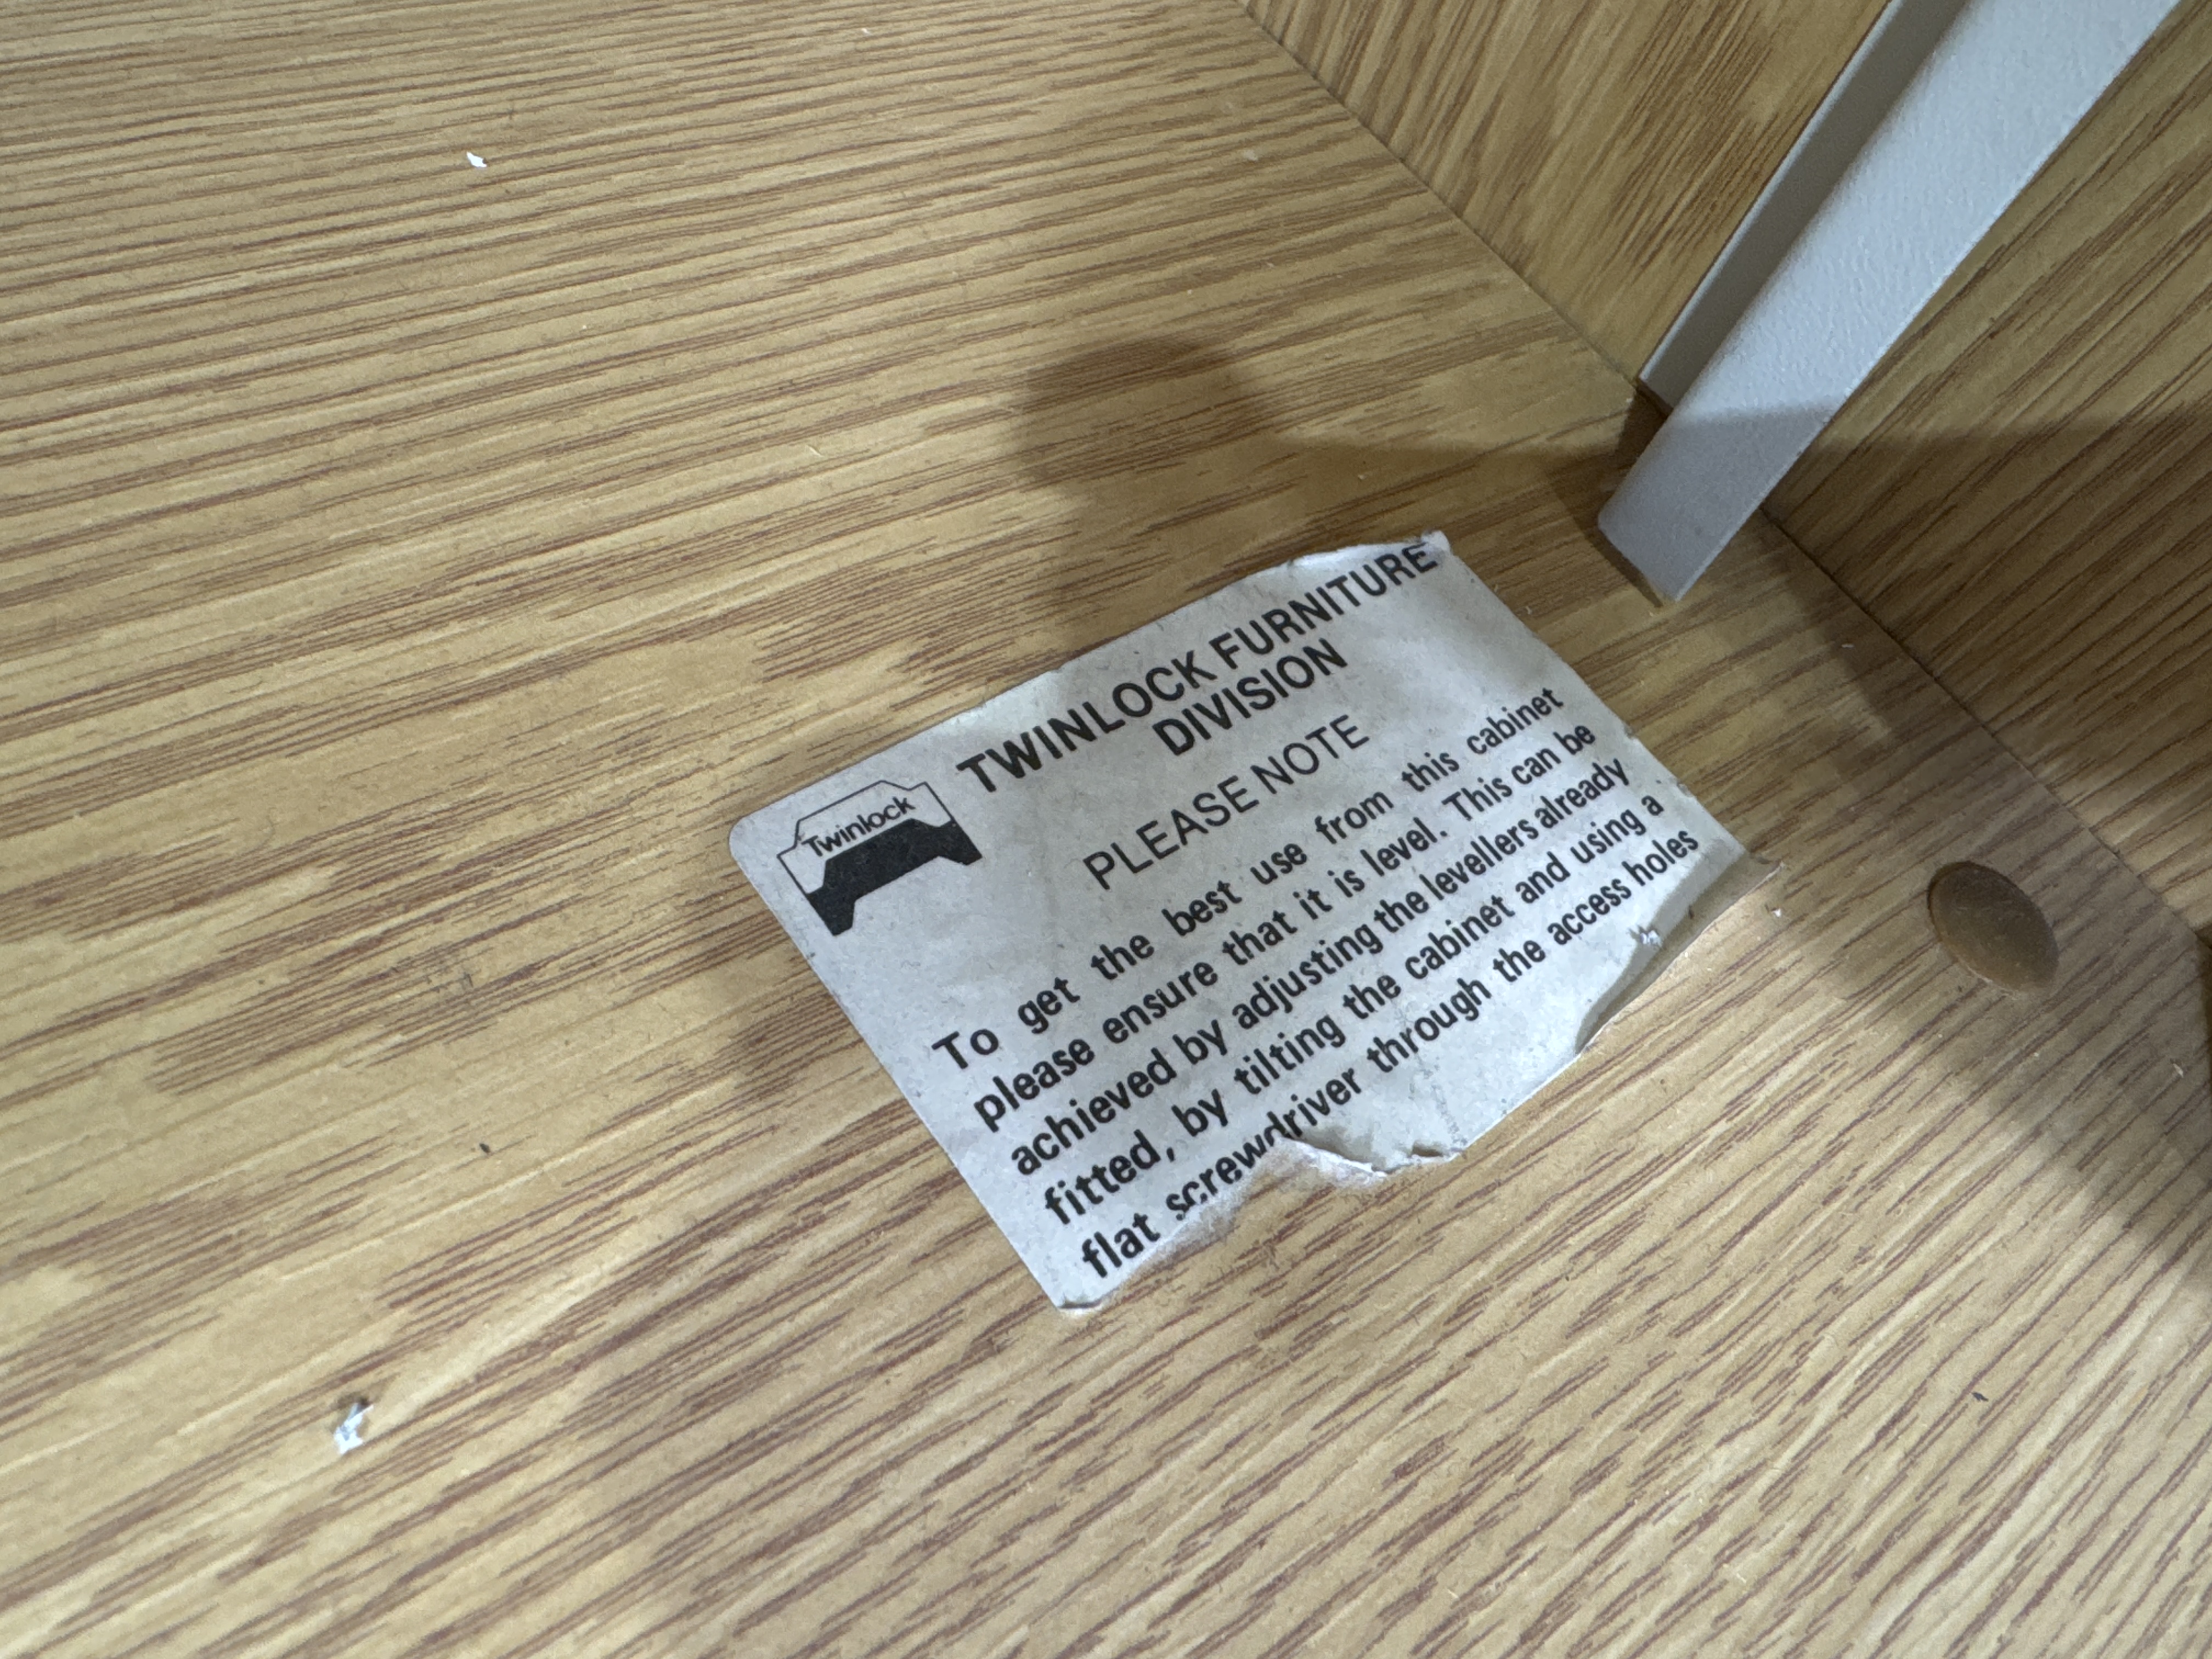 Twinlock
TWINLOCK FURNITURE
DIVISION
PLEASE NOTE
To get the best use from this cabinet
please ensure that it is level. This can be
achieved by adjusting the levellers already
fitted, by tilting the cabinet and using a
flat screwdriver through the access holes